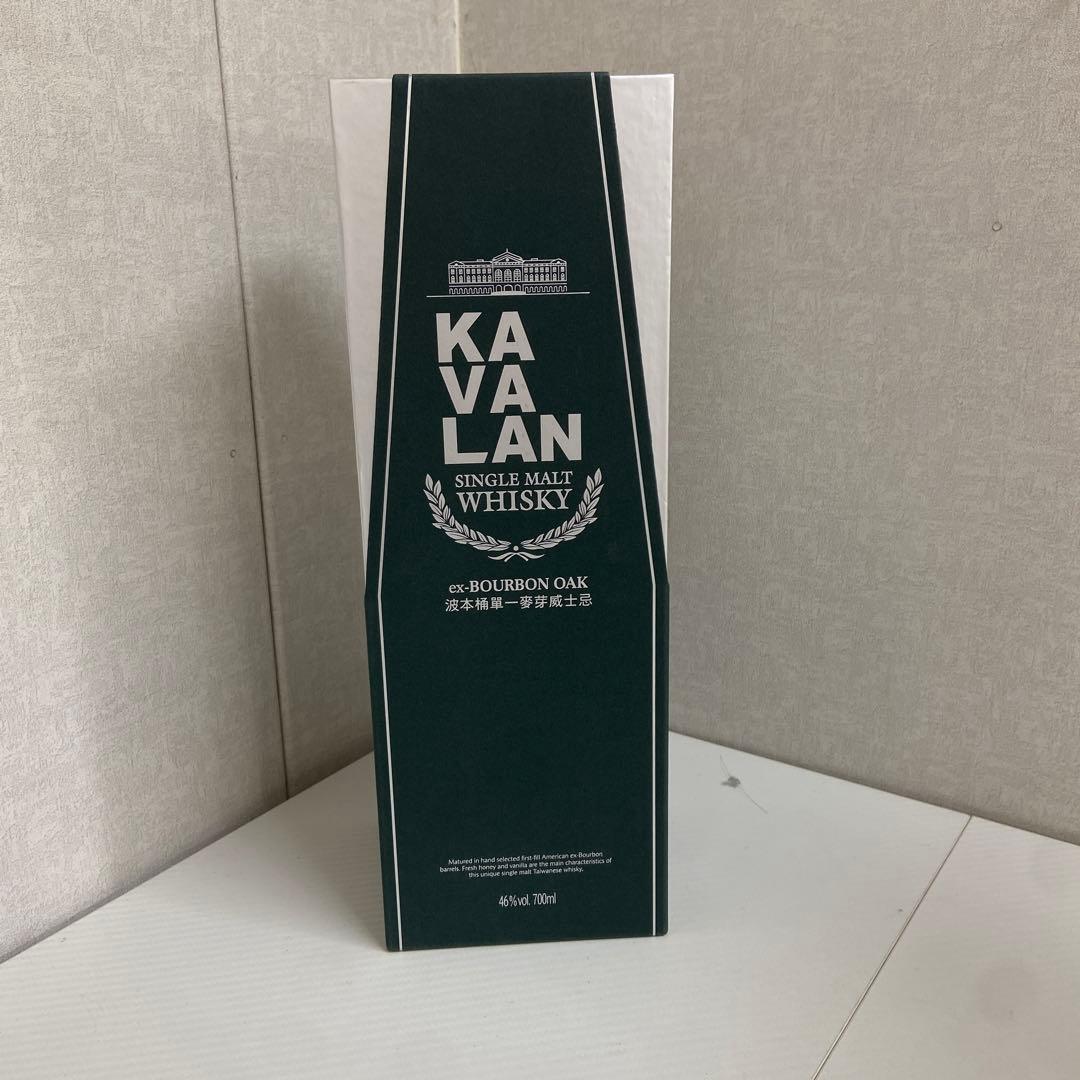 KA
VA
LAN
SINGLE MALT
WHISKY
ex-BOURBON OAK
波本桶單一麥芽威士忌
Matured in hand selected first-fill American ex-Bourbon
barrels. Fresh honey and vanilla are the main characteristics of
this unique single malt Taiwanese whisky.
46%vol. 700ml